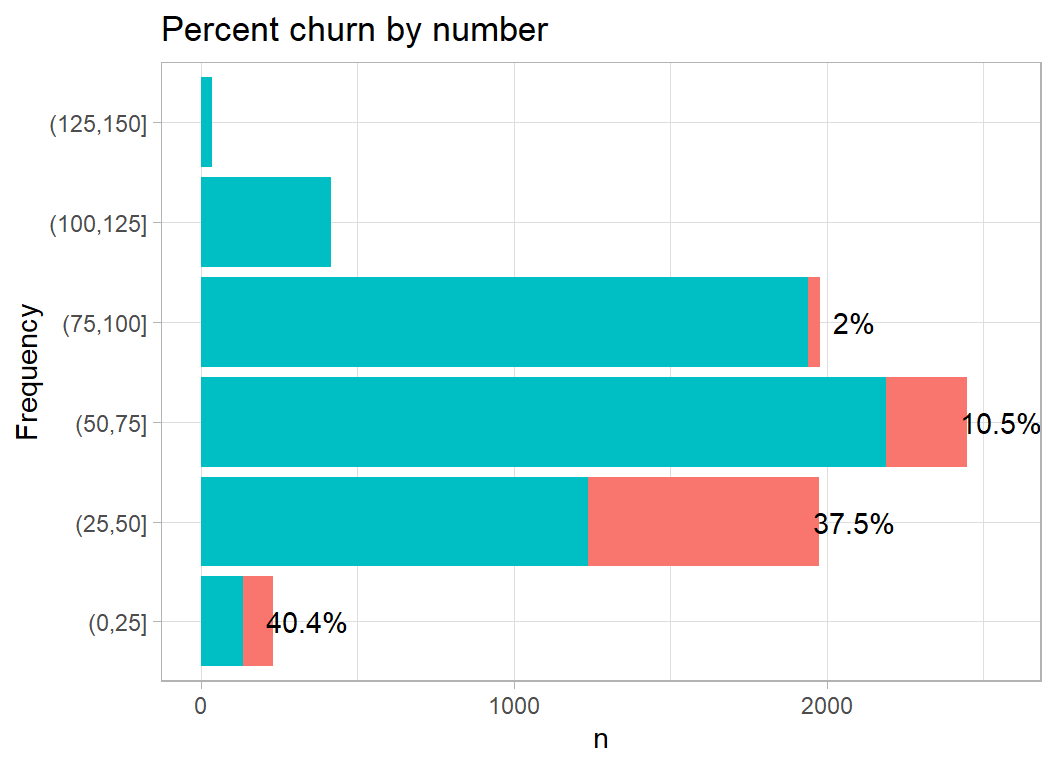 Percent churn by number
(125,150]
(100,125]
(75,100]
2%
(50,75]
10.5%
(25,50]
37.5%
(0,25]
40.4%
Frequency
0 1000 2000
n